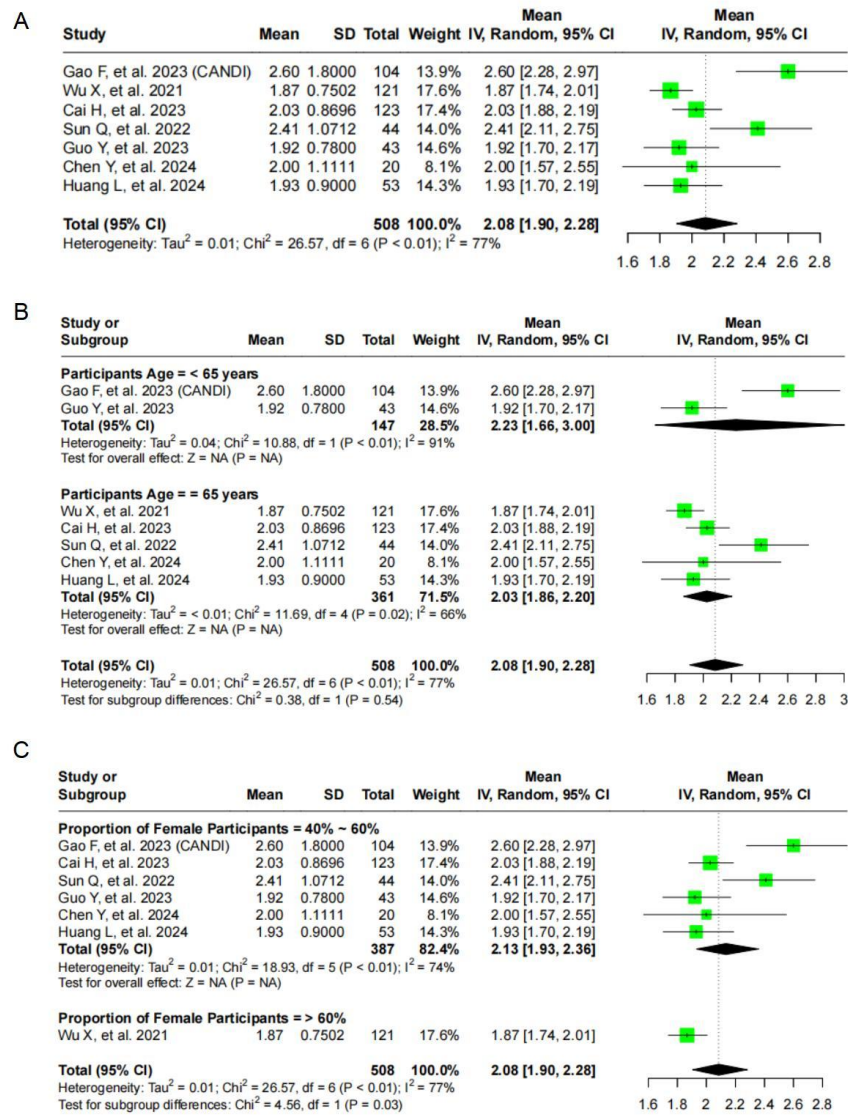 A
Mean Mean
Study Mean SD Total Weight IV, Random, 95% CI IV, Random, 95% CI
Gao F, et al. 2023 (CANDI) 2.60 1.8000 104 13.9% 2.60 [2.28, 2.97]
Wu X, et al. 2021 1.87 0.7502 121 17.6% 1.87 [1.74, 2.01]
Cai H, et al. 2023 2.03 0.8696 123 17.4% 2.03 [1.88, 2.19]
Sun Q, et al. 2022 2.41 1.0712 44 14.0% 2.41 [2.11, 2.75]
Guo Y, et al. 2023 1.92 0.7800 43 14.6% 1.92 [1.70, 2.17]
Chen Y, et al. 2024 2.00 1.1111 20 8.1% 2.00 [1.57, 2.55]
Huang L, et al. 2024 1.93 0.9000 53 14.3% 1.93 [1.70, 2.19]
Total (95% CI) 508 100.0% 2.08 [1.90, 2.28]
Heterogeneity: Tau² = 0.01; Chi² = 26.57, df = 6 (P < 0.01); I² = 77%
1.6 1.8 2 2.2 2.4 2.6 2.8
B
Study or Mean Mean
Subgroup Mean SD Total Weight IV, Random, 95% CI IV, Random, 95% CI
Participants Age = < 65 years
Gao F, et al. 2023 (CANDI) 2.60 1.8000 104 13.9% 2.60 [2.28, 2.97]
Guo Y, et al. 2023 1.92 0.7800 43 14.6% 1.92 [1.70, 2.17]
Total (95% CI) 147 28.5% 2.23 [1.66, 3.00]
Heterogeneity: Tau² = 0.04; Chi² = 10.88, df = 1 (P < 0.01); I² = 91%
Test for overall effect: Z = NA (P = NA)
Participants Age = = 65 years
Wu X, et al. 2021 1.87 0.7502 121 17.6% 1.87 [1.74, 2.01]
Cai H, et al. 2023 2.03 0.8696 123 17.4% 2.03 [1.88, 2.19]
Sun Q, et al. 2022 2.41 1.0712 44 14.0% 2.41 [2.11, 2.75]
Chen Y, et al. 2024 2.00 1.1111 20 8.1% 2.00 [1.57, 2.55]
Huang L, et al. 2024 1.93 0.9000 53 14.3% 1.93 [1.70, 2.19]
Total (95% CI) 361 71.5% 2.03 [1.86, 2.20]
Heterogeneity: Tau² = < 0.01; Chi² = 11.69, df = 4 (P = 0.02); I² = 66%
Test for overall effect: Z = NA (P = NA)
Total (95% CI) 508 100.0% 2.08 [1.90, 2.28]
Heterogeneity: Tau² = 0.01; Chi² = 26.57, df = 6 (P < 0.01); I² = 77%
Test for subgroup differences: Chi² = 0.38, df = 1 (P = 0.54)
1.6 1.8 2 2.2 2.4 2.6 2.8 3
C
Study or Mean Mean
Subgroup Mean SD Total Weight IV, Random, 95% CI IV, Random, 95% CI
Proportion of Female Participants = 40% ~ 60%
Gao F, et al. 2023 (CANDI) 2.60 1.8000 104 13.9% 2.60 [2.28, 2.97]
Cai H, et al. 2023 2.03 0.8696 123 17.4% 2.03 [1.88, 2.19]
Sun Q, et al. 2022 2.41 1.0712 44 14.0% 2.41 [2.11, 2.75]
Guo Y, et al. 2023 1.92 0.7800 43 14.6% 1.92 [1.70, 2.17]
Chen Y, et al. 2024 2.00 1.1111 20 8.1% 2.00 [1.57, 2.55]
Huang L, et al. 2024 1.93 0.9000 53 14.3% 1.93 [1.70, 2.19]
Total (95% CI) 387 82.4% 2.13 [1.93, 2.36]
Heterogeneity: Tau² = 0.01; Chi² = 18.93, df = 5 (P < 0.01); I² = 74%
Test for overall effect: Z = NA (P = NA)
Proportion of Female Participants = > 60%
Wu X, et al. 2021 1.87 0.7502 121 17.6% 1.87 [1.74, 2.01]
Total (95% CI) 508 100.0% 2.08 [1.90, 2.28]
Heterogeneity: Tau² = 0.01; Chi² = 26.57, df = 6 (P < 0.01); I² = 77%
Test for subgroup differences: Chi² = 4.56, df = 1 (P = 0.03)
1.6 1.8 2 2.2 2.4 2.6 2.8